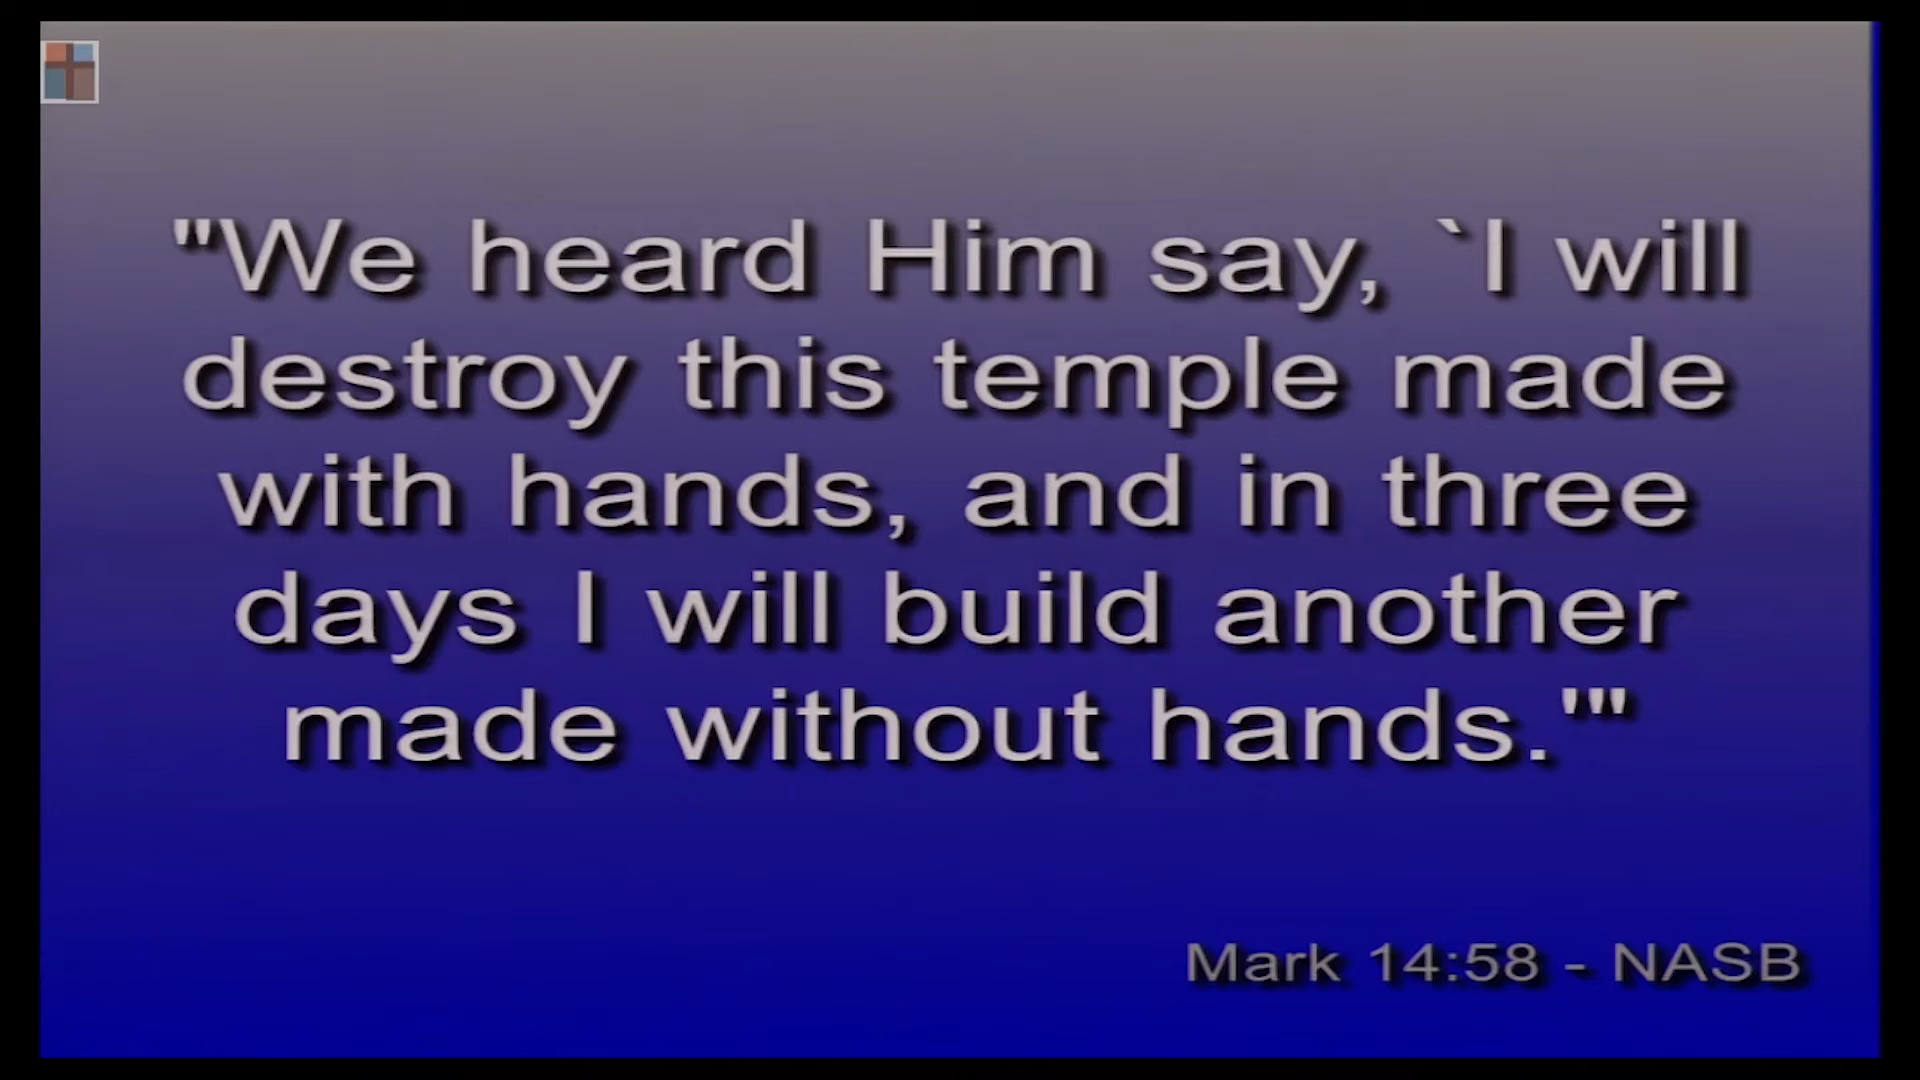 "We heard Him say, `I will
destroy this temple made
with hands, and in three
days I will build another
made without hands.'"
Mark 14:58 - NASB